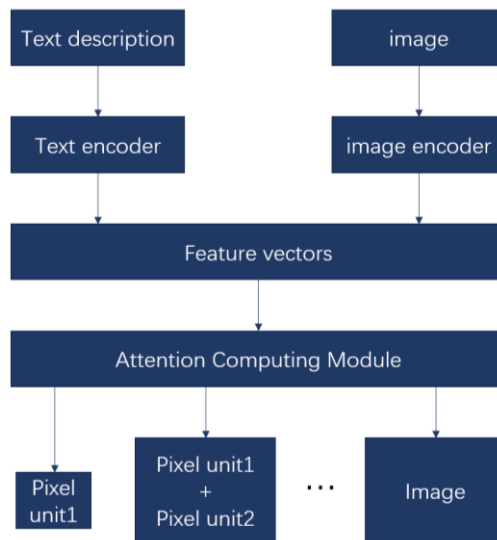 Text description
image
Text encoder
image encoder
Feature vectors
Attention Computing Module
Pixel
unit1
Pixel unit1
+
Pixel unit2
...
Image